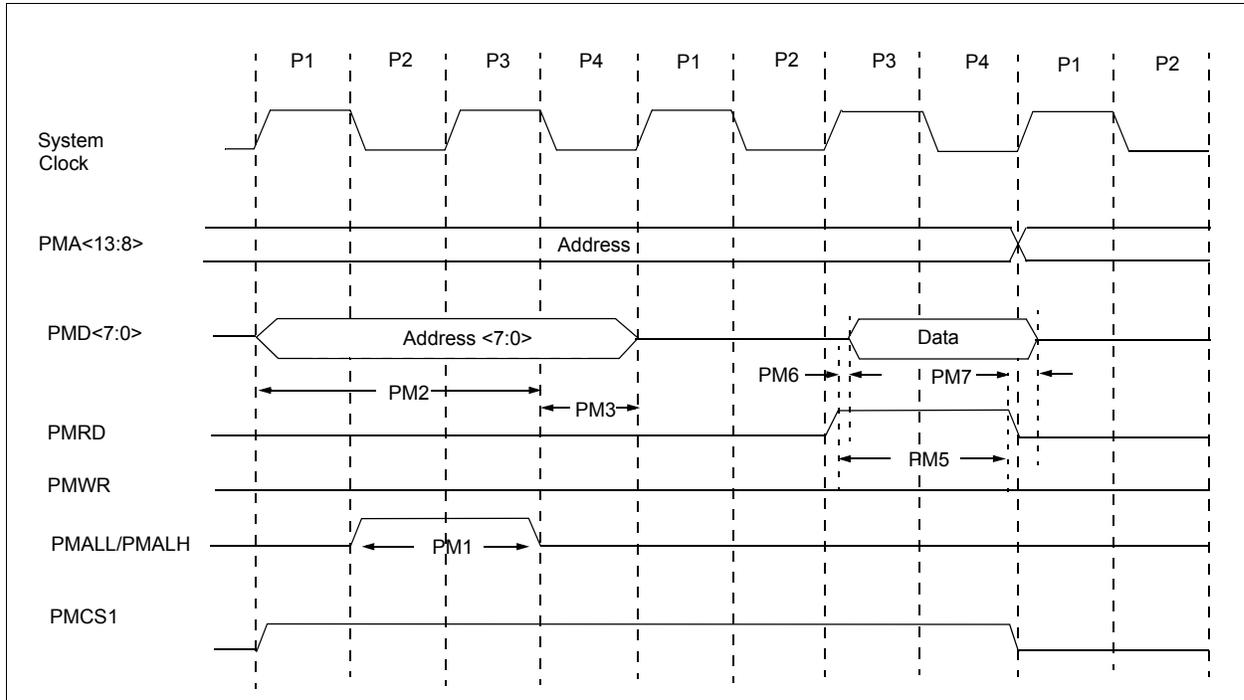 P1 P2 P3 P4 P1 P2 P3 P4 P1 P2
System
Clock
PMA<13:8>
Address
PMD<7:0>
Address <7:0>
Data
PM2
PM6
PM7
PM3
PMRD
PM5
PMWR
PMALL/PMALH
PM1
PMCS1